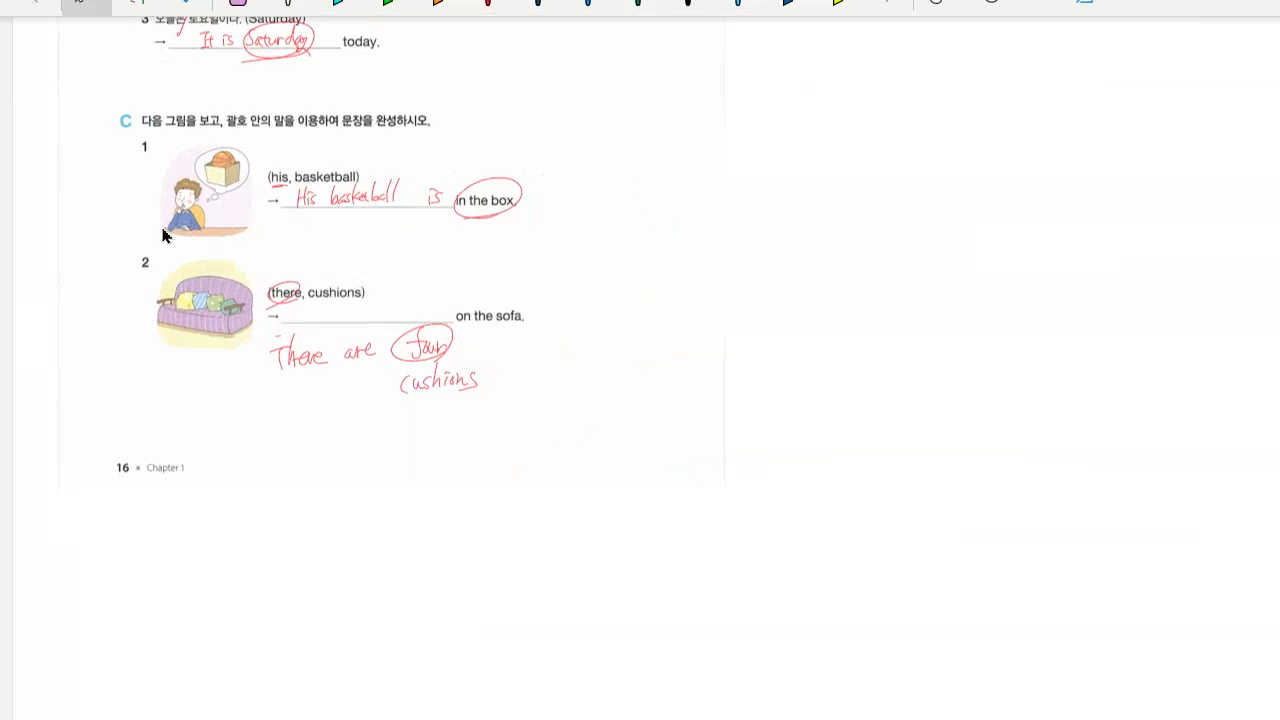 3 오늘은 토요일이다. (Saturday)
→ It is Saturday today.
C 다음 그림을 보고, 괄호 안의 말을 이용하여 문장을 완성하시오.
1
(his, basketball)
→ His basketball is in the box.
2
(there, cushions)
→ on the sofa.
There are four
cushions
16 • Chapter 1